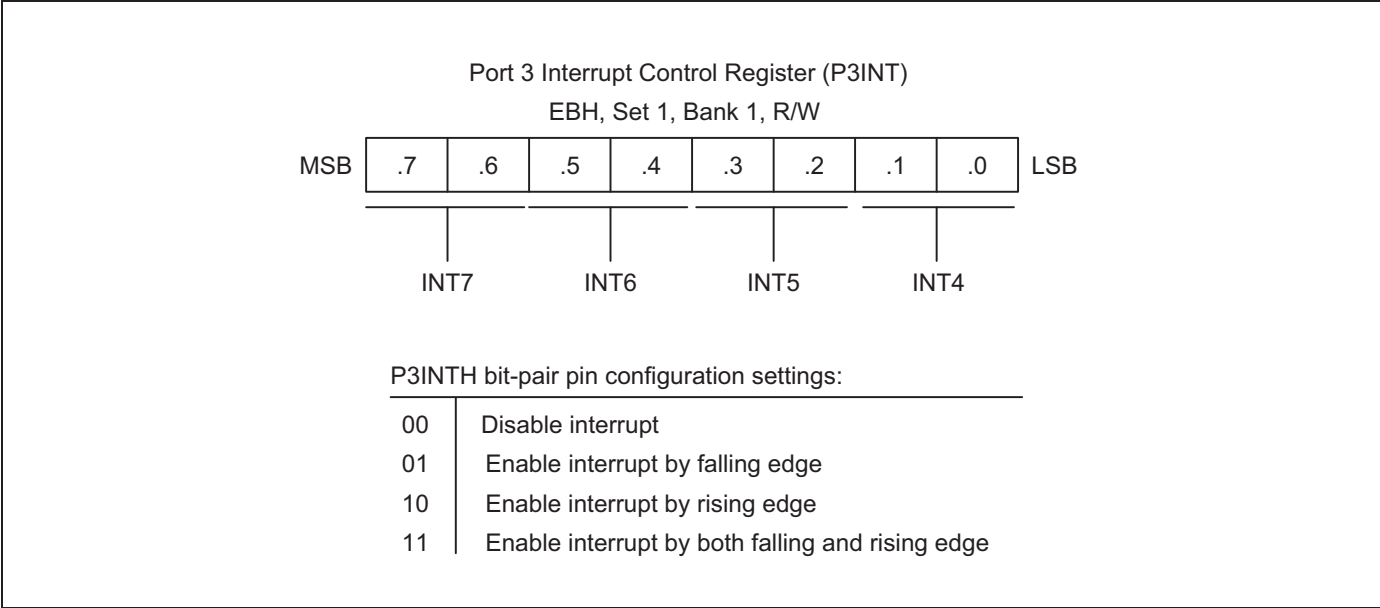 Port 3 Interrupt Control Register (P3INT)
EBH, Set 1, Bank 1, R/W
MSB .7 .6 .5 .4 .3 .2 .1 .0 LSB
INT7 INT6 INT5 INT4
P3INTH bit-pair pin configuration settings:
00 Disable interrupt
01 Enable interrupt by falling edge
10 Enable interrupt by rising edge
11 Enable interrupt by both falling and rising edge